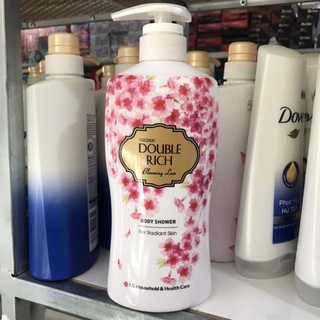 DOUBLE
RICH
Blooming Love
BODY SHOWER
For Radiant Skin
LG Household & Health Care
Dove